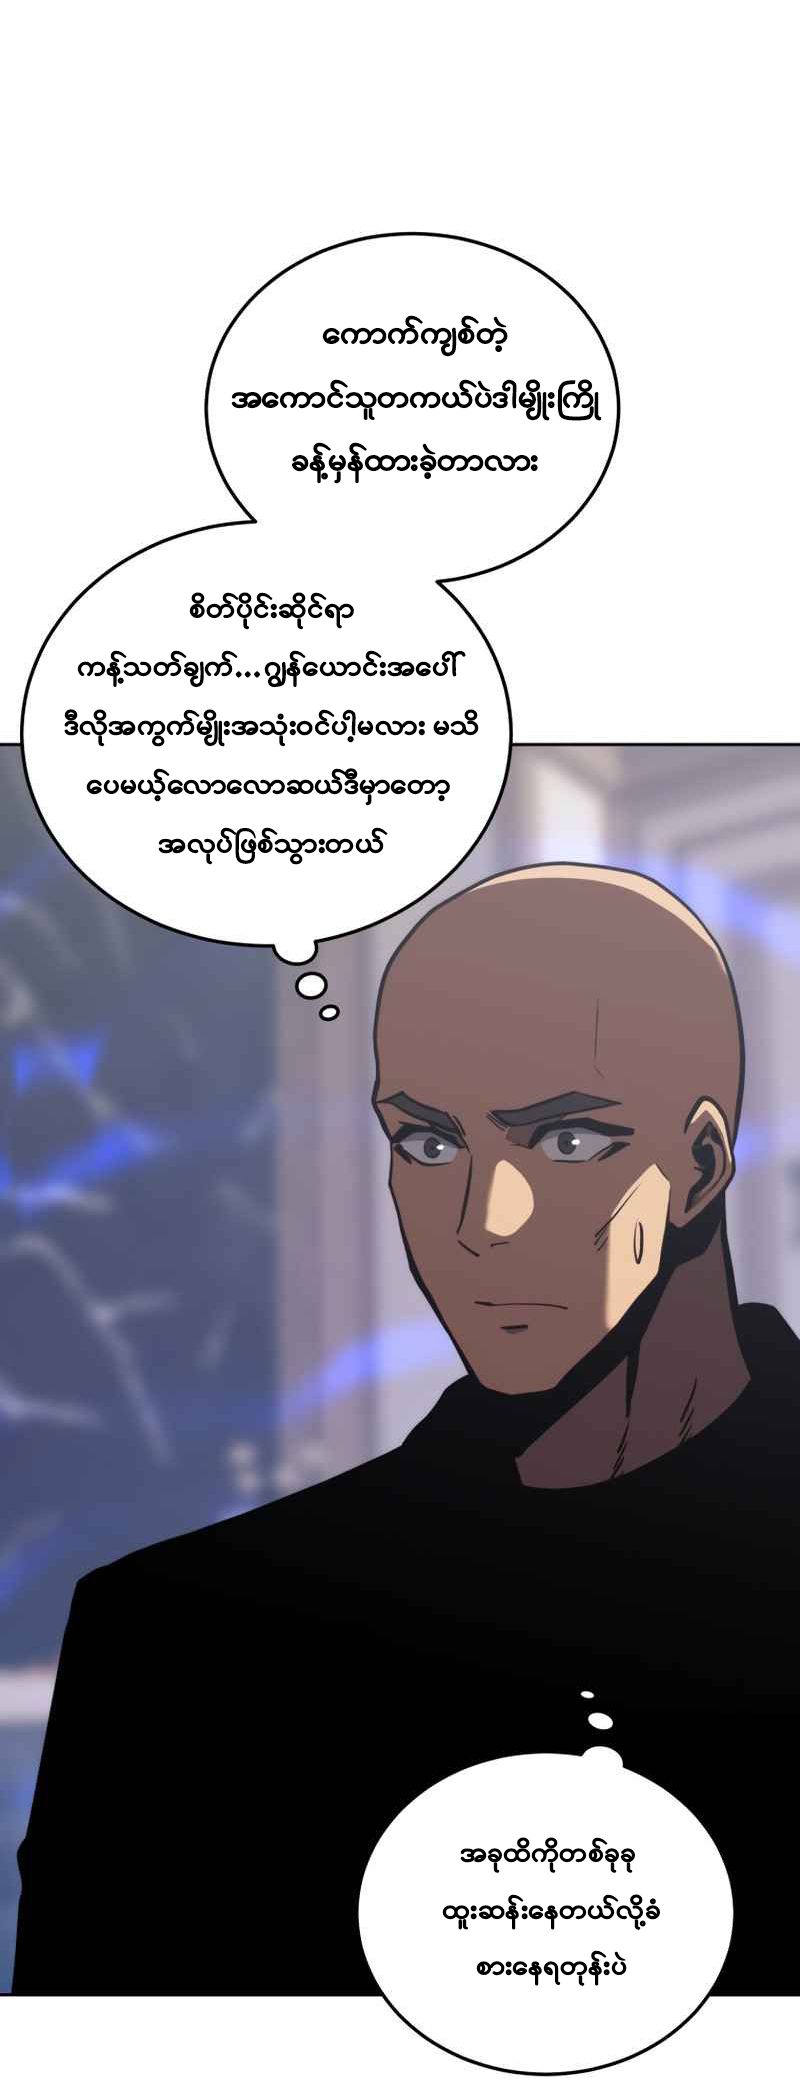 ကောက်ကျစ်တဲ့
အကောင်သူတကယ်ပဲဒါမျိုးကြို
ခန့်မှန်ထားခဲ့တာလား
စိတ်ပိုင်းဆိုင်ရာ
ကန့်သတ်ချက်...ဂျွန်ယောင်းအပေါ်
ဒီလိုအကွက်မျိုးအသုံးဝင်ပါ့မလား မသိ
ပေမယ့်လောလောဆယ်ဒီမှာတော့
အလုပ်ဖြစ်သွားတယ်
အခုထိကိုတစ်ခုခု
ထူးဆန်းနေတယ်လို့ခံ
စားနေရတုန်းပဲ